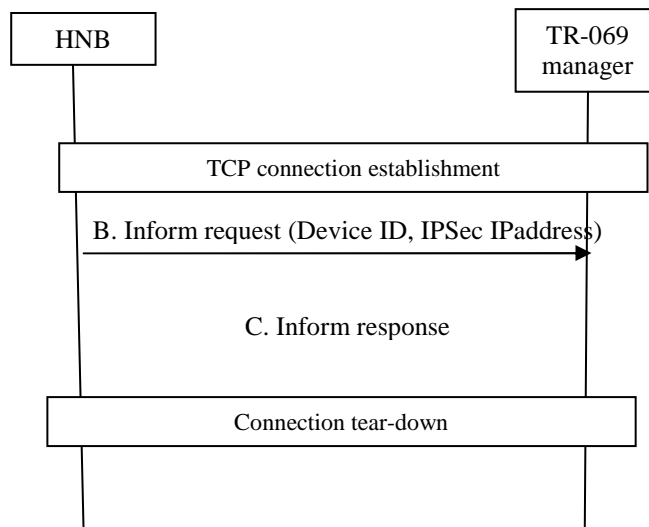 HNB
TR-069
manager
TCP connection establishment
B. Inform request (Device ID, IPSec IPaddress)
C. Inform response
Connection tear-down